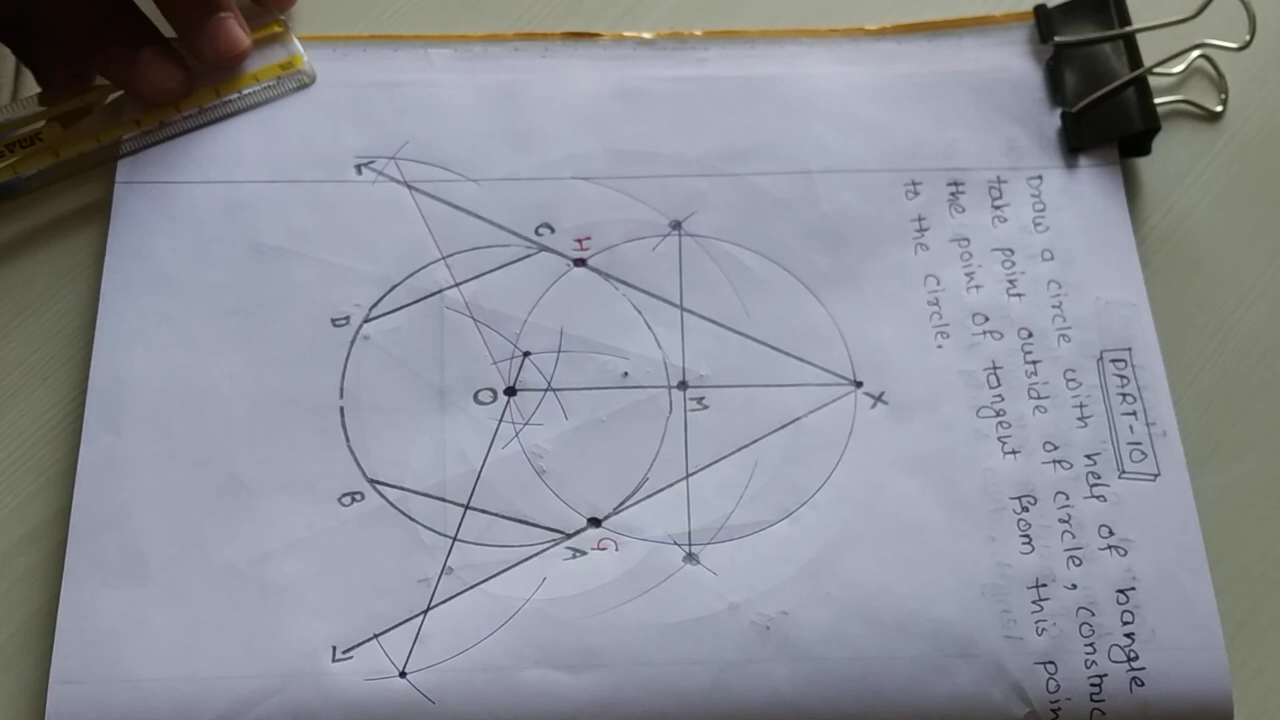 PART-10
Draw a circle with help of bangle
take point outside of circle, construc
the point of tangent from this poin
to the circle.
X
M
H
C
G
A
O
D
B